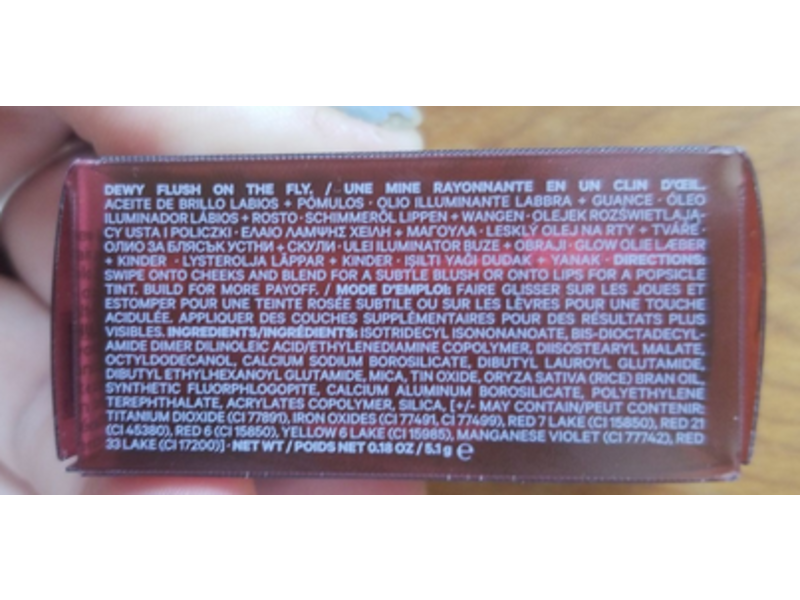 DEWY FLUSH ON THE FLY. / UNE MINE RAYONNANTE EN UN CLIN D'ŒIL.
ACEITE DE BRILLO LABIOS + PÓMULOS · OLIO ILLUMINANTE LABBRA + GUANCE · ÓLEO
ILUMINADOR LÁBIOS + ROSTO · SCHIMMERÖL LIPPEN + WANGEN · OLEJEK ROZŚWIETLAJĄ-
CY USTA I POLICZKI · ΕΛΑΙΟ ΛΑΜΨΗΣ ΧΕΙΛΗ + ΜΑΓΟΥΛΑ · LESKLÝ OLEJ NA RTY + TVÁŘE ·
ОЛИО ЗА БЛЯСЪК УСТНИ + СКУЛИ · ULEI ILUMINATOR BUZE + OBRAJI · GLOW OLIE LÆBER
+ KINDER · LYSTEROLJA LÄPPAR + KINDER · IŞILTI YAĞI DUDAK + YANAK · DIRECTIONS:
SWIPE ONTO CHEEKS AND BLEND FOR A SUBTLE BLUSH OR ONTO LIPS FOR A POPSICLE
TINT. BUILD FOR MORE PAYOFF. / MODE D'EMPLOI: FAIRE GLISSER SUR LES JOUES ET
ESTOMPER POUR UNE TEINTE ROSÉE SUBTILE OU SUR LES LÈVRES POUR UNE TOUCHE
ACIDULÉE. APPLIQUER DES COUCHES SUPPLÉMENTAIRES POUR DES RÉSULTATS PLUS
VISIBLES. INGREDIENTS/INGRÉDIENTS: ISOTRIDECYL ISONONANOATE, BIS-DIOCTADECYL-
AMIDE DIMER DILINOLEIC ACID/ETHYLENEDIAMINE COPOLYMER, DIISOSTEARYL MALATE,
OCTYLDODECANOL, CALCIUM SODIUM BOROSILICATE, DIBUTYL LAUROYL GLUTAMIDE,
DIBUTYL ETHYLHEXANOYL GLUTAMIDE, MICA, TIN OXIDE, ORYZA SATIVA (RICE) BRAN OIL,
SYNTHETIC FLUORPHLOGOPITE, CALCIUM ALUMINUM BOROSILICATE, POLYETHYLENE
TEREPHTHALATE, ACRYLATES COPOLYMER, SILICA, [+/- MAY CONTAIN/PEUT CONTENIR:
TITANIUM DIOXIDE (CI 77891), IRON OXIDES (CI 77491, CI 77499), RED 7 LAKE (CI 15850), RED 21
(CI 45380), RED 6 (CI 15850), YELLOW 6 LAKE (CI 15985), MANGANESE VIOLET (CI 77742), RED
33 LAKE (CI 17200)] · NET WT / POIDS NET 0.18 OZ / 5.1 g ℮